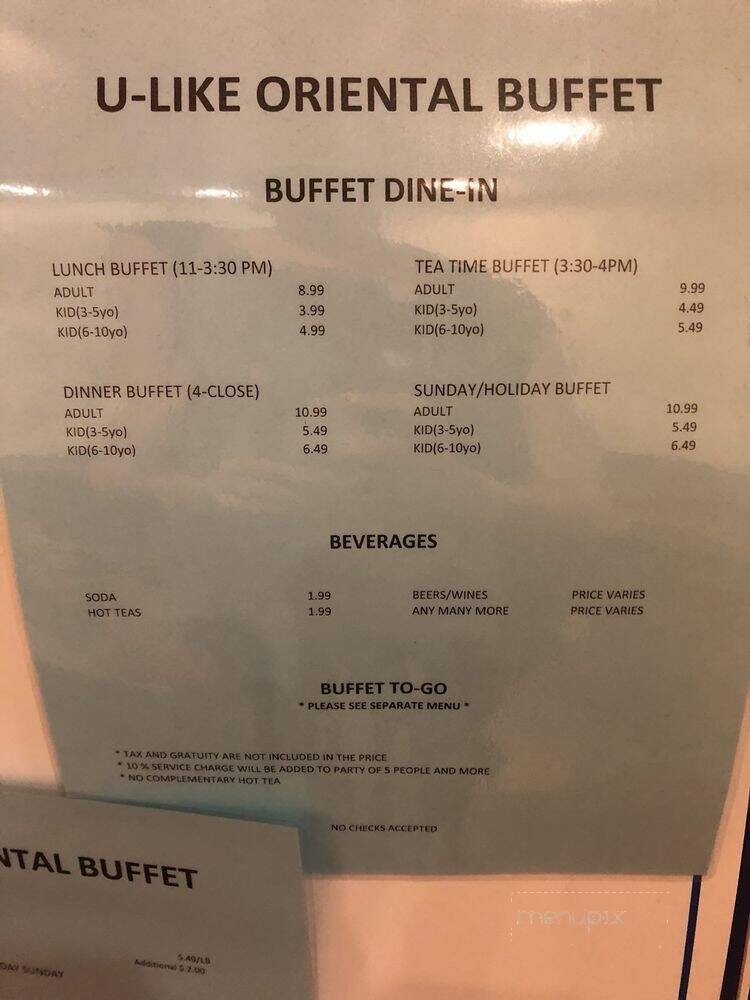 U-LIKE ORIENTAL BUFFET
BUFFET DINE-IN
LUNCH BUFFET (11-3:30 PM)
ADULT 8.99
KID(3-5yo) 3.99
KID(6-10yo) 4.99
TEA TIME BUFFET (3:30-4PM)
ADULT 9.99
KID(3-5yo) 4.49
KID(6-10yo) 5.49
DINNER BUFFET (4-CLOSE)
ADULT 10.99
KID(3-5yo) 5.49
KID(6-10yo) 6.49
SUNDAY/HOLIDAY BUFFET
ADULT 10.99
KID(3-5yo) 5.49
KID(6-10yo) 6.49
BEVERAGES
SODA 1.99 BEERS/WINES PRICE VARIES
HOT TEAS 1.99 ANY MANY MORE PRICE VARIES
BUFFET TO-GO
* PLEASE SEE SEPARATE MENU *
* TAX AND GRATUITY ARE NOT INCLUDED IN THE PRICE
* 10 % SERVICE CHARGE WILL BE ADDED TO PARTY OF 5 PEOPLE AND MORE
* NO COMPLEMENTARY HOT TEA
NO CHECKS ACCEPTED
NTAL BUFFET
5.49/LB
DAY SUNDAY Additional $ 2.00
menupix